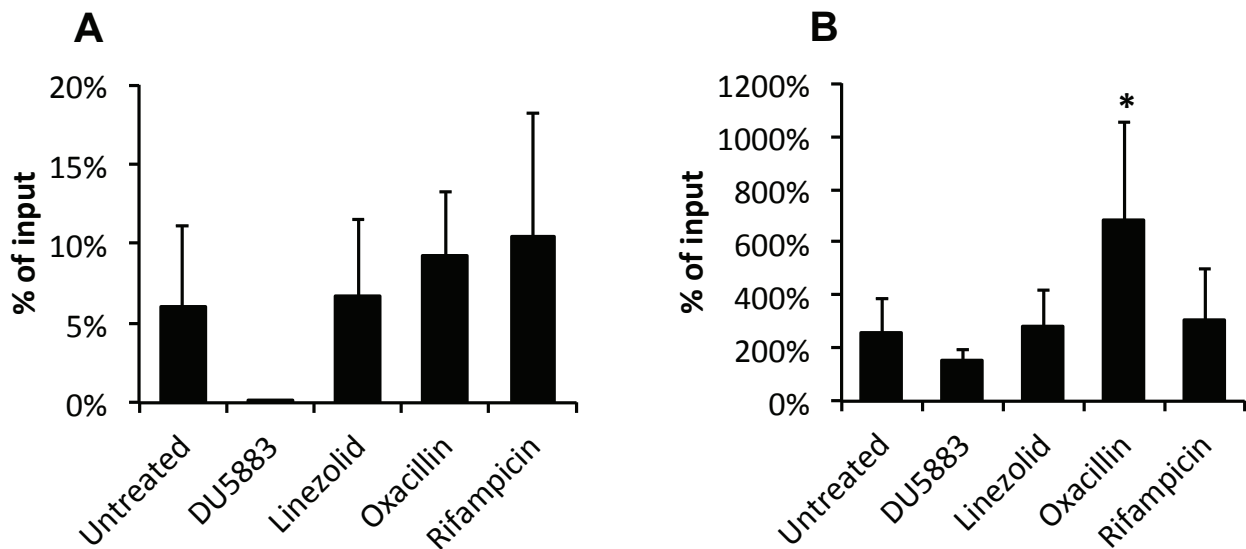 A
% of input
20%
15%
10%
5%
0%
Untreated
DU5883
Linezolid
Oxacillin
Rifampicin
B
% of input
1200%
1000%
800%
600%
400%
200%
0%
*
Untreated
DU5883
Linezolid
Oxacillin
Rifampicin